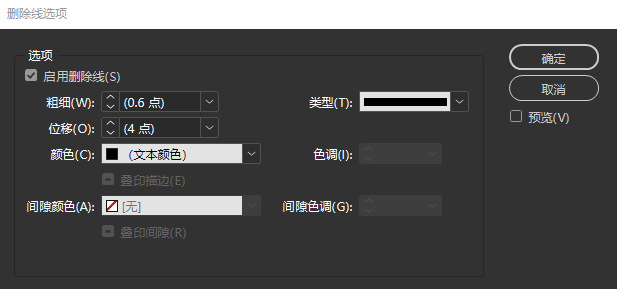 删除线选项
选项
启用删除线(S)
粗细(W): (0.6 点) 类型(T):
位移(O): (4 点)
颜色(C): (文本颜色) 色调(I):
叠印描边(E)
间隙颜色(A): [无] 间隙色调(G):
叠印间隙(R)
确定
取消
预览(V)